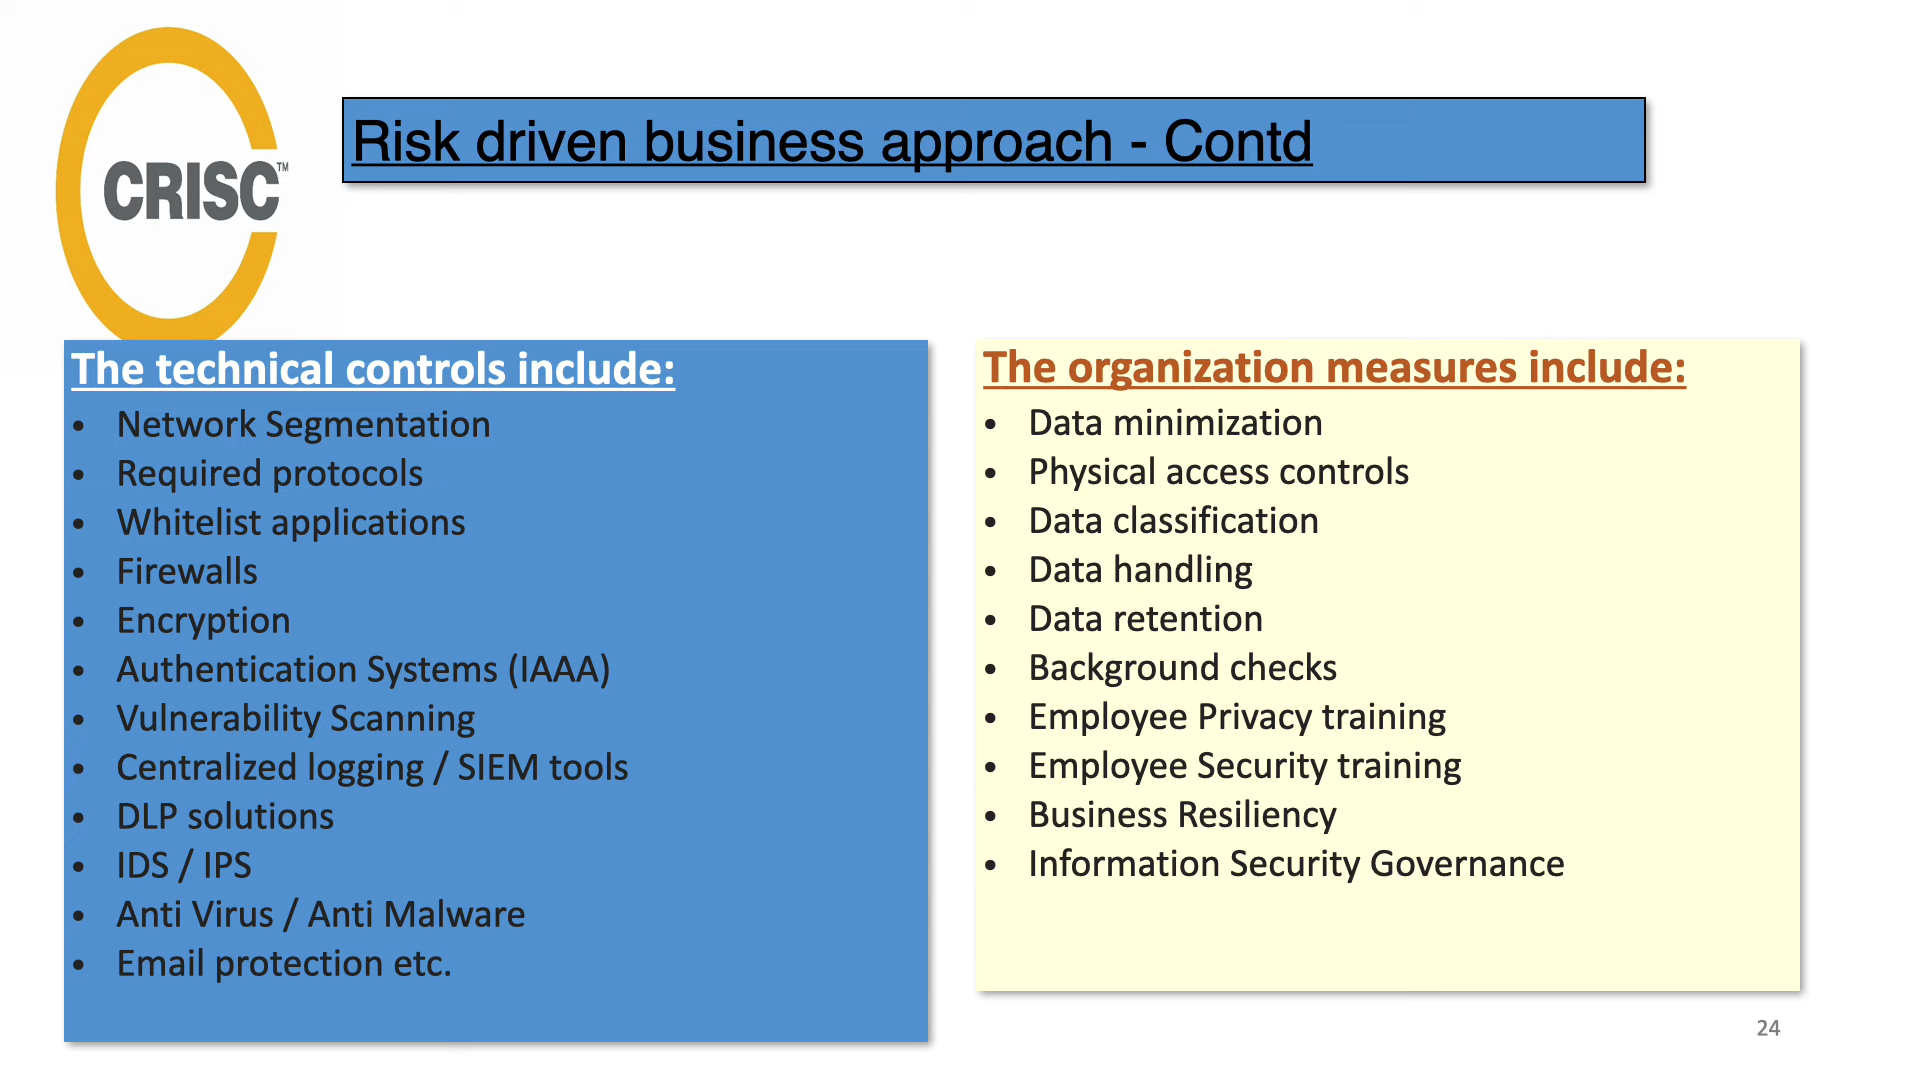 CRISC™
Risk driven business approach - Contd
The technical controls include:
• Network Segmentation
• Required protocols
• Whitelist applications
• Firewalls
• Encryption
• Authentication Systems (IAAA)
• Vulnerability Scanning
• Centralized logging / SIEM tools
• DLP solutions
• IDS / IPS
• Anti Virus / Anti Malware
• Email protection etc.
The organization measures include:
• Data minimization
• Physical access controls
• Data classification
• Data handling
• Data retention
• Background checks
• Employee Privacy training
• Employee Security training
• Business Resiliency
• Information Security Governance
24